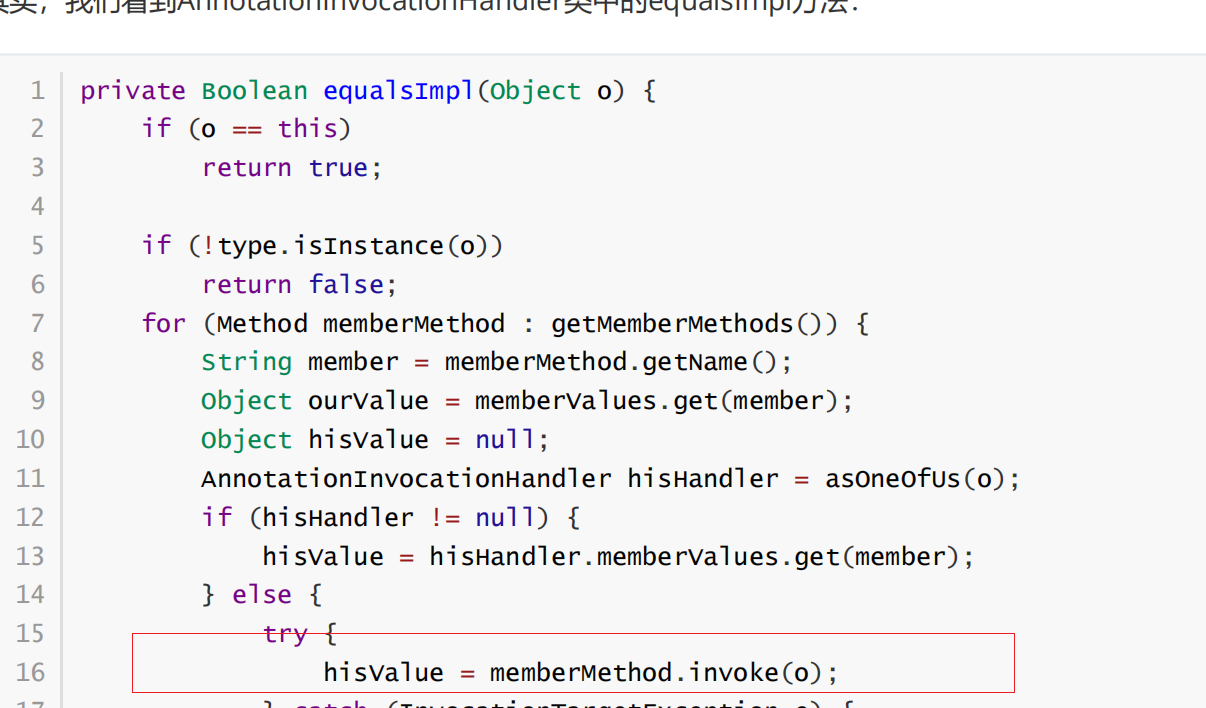 其实，我们看到AnnotationInvocationHandler类中的equalsImpl方法：
1 private Boolean equalsImpl(Object o) {
2 if (o == this)
3 return true;
4
5 if (!type.isInstance(o))
6 return false;
7 for (Method memberMethod : getMemberMethods()) {
8 String member = memberMethod.getName();
9 Object ourValue = memberValues.get(member);
10 Object hisValue = null;
11 AnnotationInvocationHandler hisHandler = asOneOfUs(o);
12 if (hisHandler != null) {
13 hisValue = hisHandler.memberValues.get(member);
14 } else {
15 try {
16 hisValue = memberMethod.invoke(o);
17 } catch (InvocationTargetException e) {